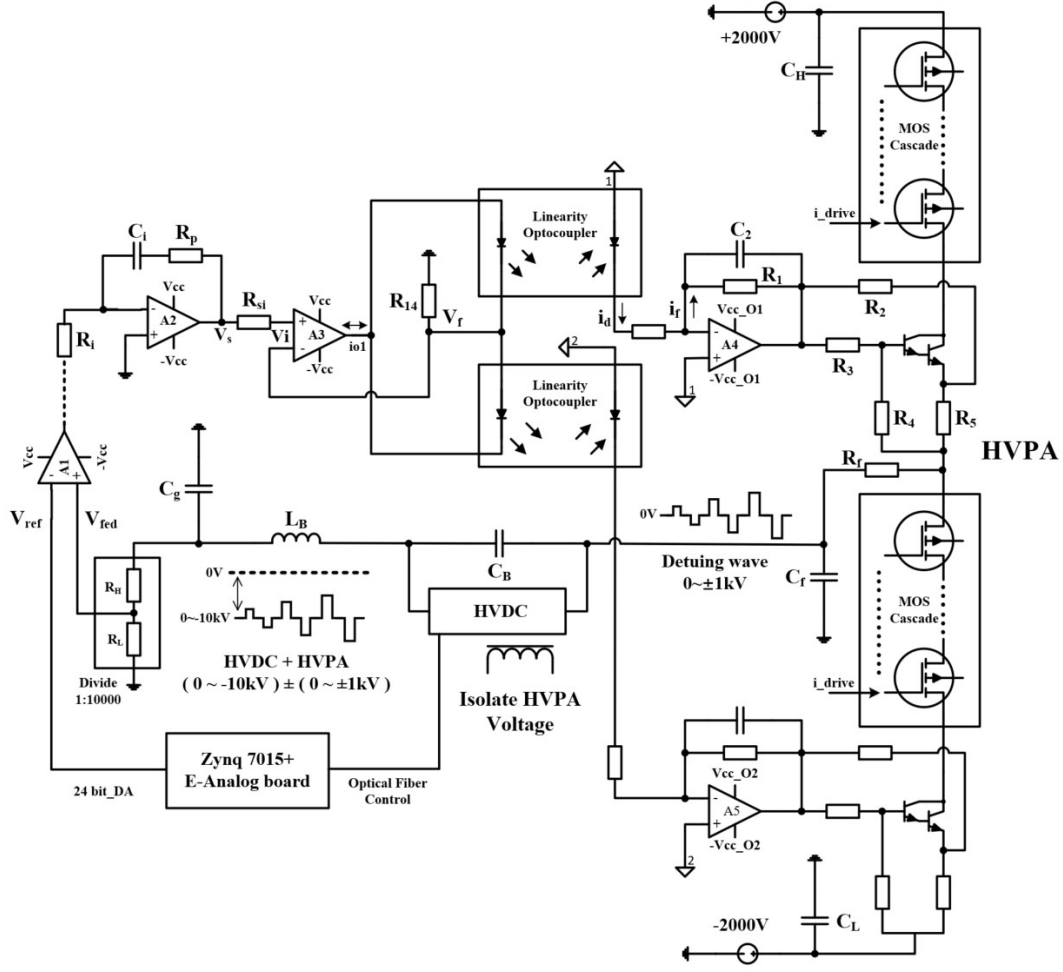 +2000V
C_H
MOS
Cascade
i_drive
1
Linearity
Optocoupler
C_i
R_p
Vcc
A2
-Vcc
V_s
R_i
R_si
Vi
Vcc
A3
-Vcc
io1
R_14
V_f
i_d
i_f
C_2
R_1
R_2
Vcc_O1
A4
-Vcc_O1
1
R_3
R_4
R_5
2
Linearity
Optocoupler
HVPA
R_f
Vcc
A1
-Vcc
V_ref
V_fed
C_g
L_B
C_B
0V
Detuing wave
0~±1kV
C_f
MOS
Cascade
i_drive
R_H
R_L
Divide
1:10000
0V
0~-10kV
HVDC + HVPA
( 0 ~ -10kV ) ± ( 0 ~ ±1kV )
HVDC
Isolate HVPA
Voltage
Zynq 7015+
E-Analog board
24 bit_DA
Optical Fiber
Control
Vcc_O2
A5
-Vcc_O2
2
-2000V
C_L